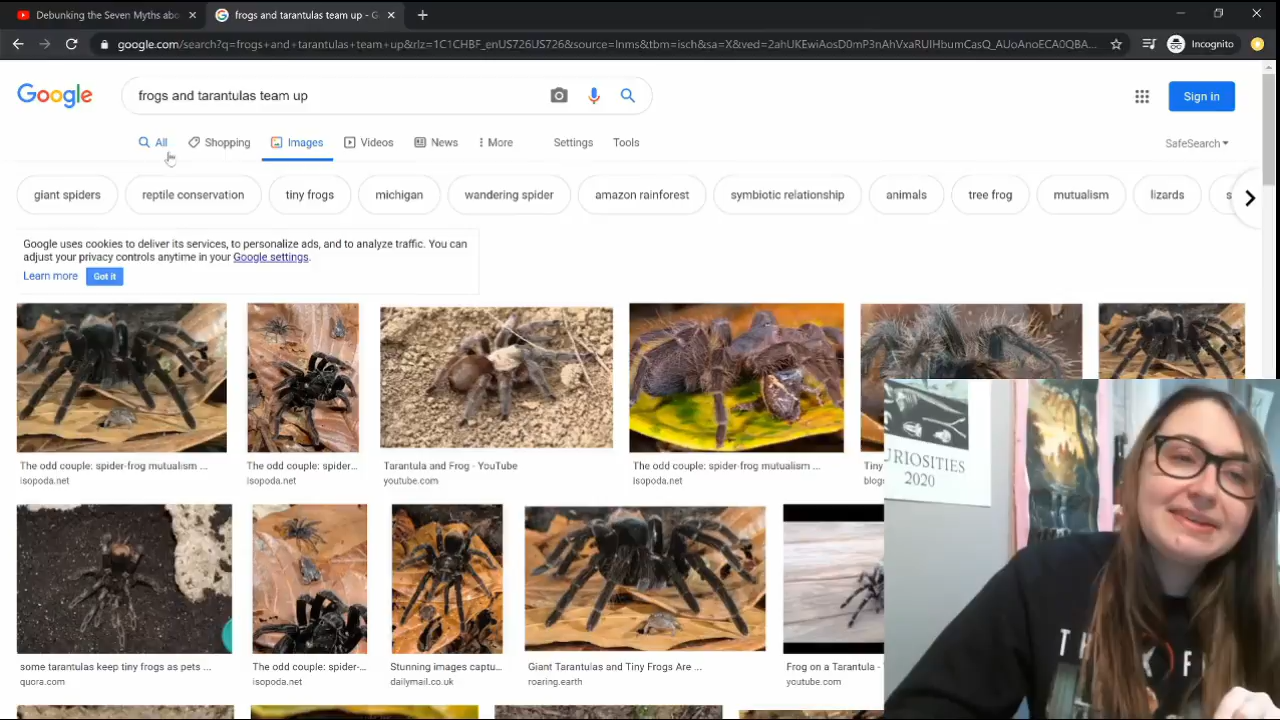 Debunking the Seven Myths abo
frogs and tarantulas team up - G
google.com/search?q=frogs+and+tarantulas+team+up&rlz=1C1CHBF_enUS726US726&source=lnms&tbm=isch&sa=X&ved=2ahUKEwiAosD0mP3nAhVxaRUIHbumCasQ_AUoAnoECA0QBA...
Incognito
Google
frogs and tarantulas team up
Sign in
All
Shopping
Images
Videos
News
More
Settings
Tools
SafeSearch
giant spiders
reptile conservation
tiny frogs
michigan
wandering spider
amazon rainforest
symbiotic relationship
animals
tree frog
mutualism
lizards
s
Google uses cookies to deliver its services, to personalize ads, and to analyze traffic. You can
adjust your privacy controls anytime in your Google settings.
Learn more
Got it
The odd couple: spider-frog mutualism ...
isopoda.net
The odd couple: spider...
isopoda.net
Tarantula and Frog - YouTube
youtube.com
The odd couple: spider-frog mutualism ...
isopoda.net
Tiny
blog
URIOSITIES
2020
some tarantulas keep tiny frogs as pets ...
quora.com
The odd couple: spider-...
isopoda.net
Stunning images captu...
dailymail.co.uk
Giant Tarantulas and Tiny Frogs Are ...
roaring.earth
Frog on a Tarantula -
youtube.com